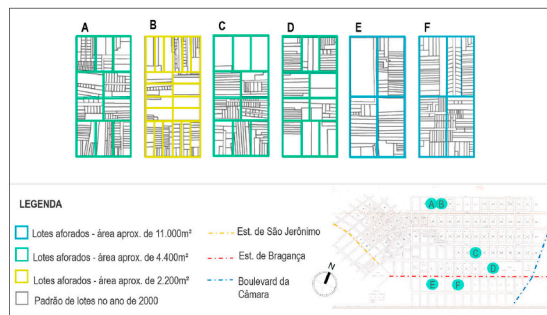 A B C D E F
LEGENDA
Lotes aforados - área aprox. de 11.000m²
Lotes aforados - área aprox. de 4.400m²
Lotes aforados - área aprox. de 2.200m²
Padrão de lotes no ano de 2000
Est. de São Jerônimo
Est. de Bragança
Boulevard da
Câmara
N
A B
C
D
E F